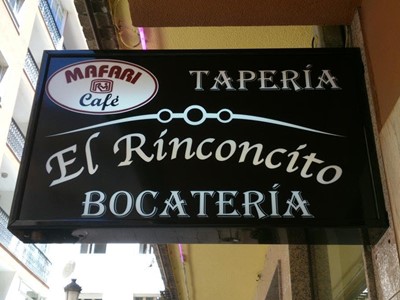 MAFARI
Café
TAPERÍA
El Rinconcito
BOCATERÍA